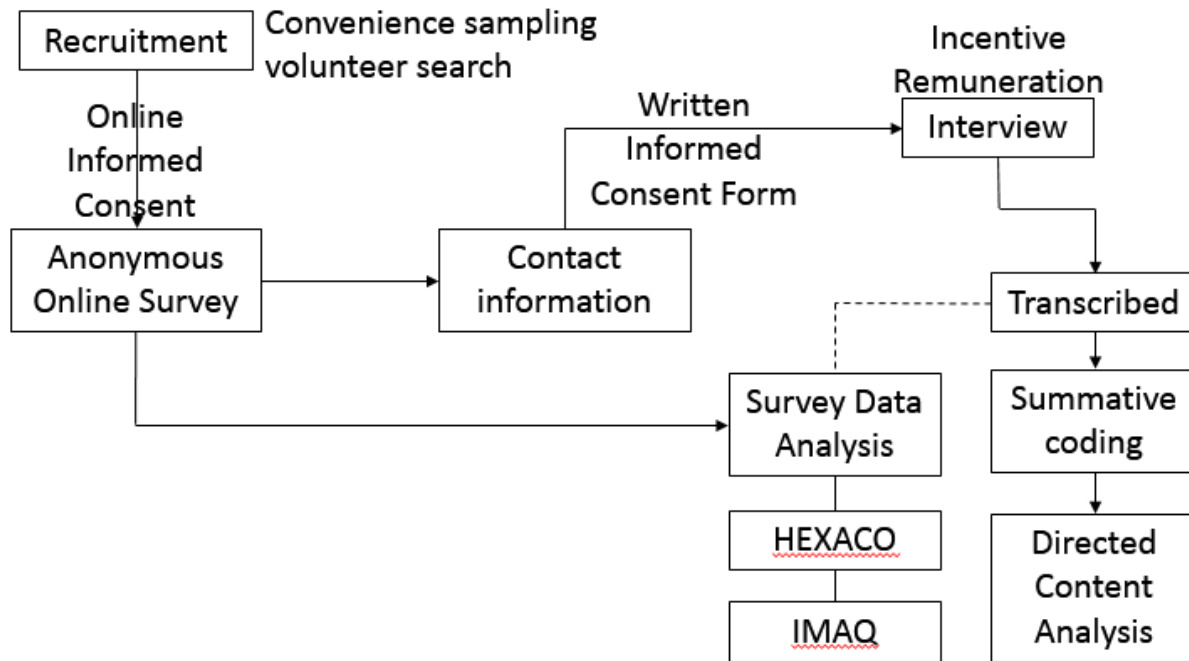 Recruitment
Convenience sampling
volunteer search
Online
Informed
Consent
Anonymous
Online Survey
Contact
information
Written
Informed
Consent Form
Incentive
Remuneration
Interview
Transcribed
Survey Data
Analysis
HEXACO
IMAQ
Summative
coding
Directed
Content
Analysis